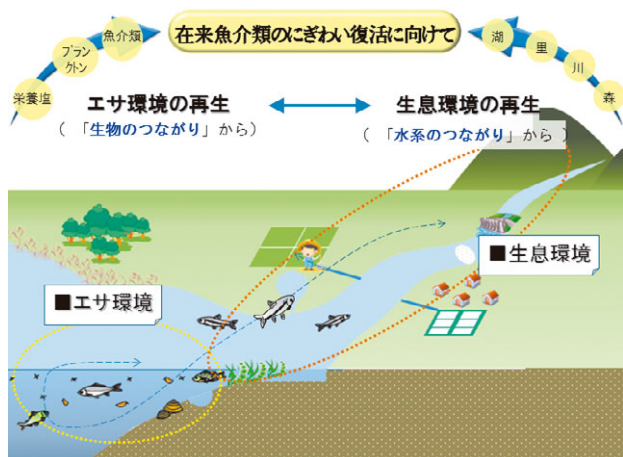 在来魚介類のにぎわい復活に向けて
魚介類
プラン
クトン
栄養塩
湖
里
川
森
エサ環境の再生
(「生物のつながり」から)
生息環境の再生
(「水系のつながり」から)
■生息環境
■エサ環境